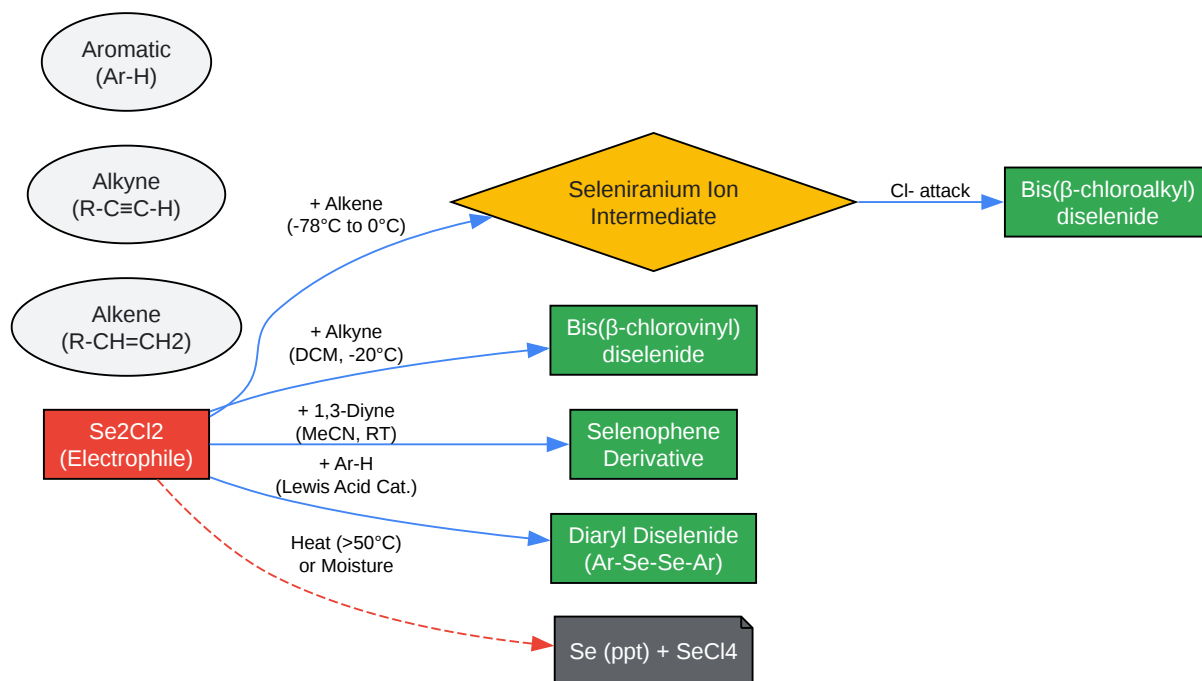 Aromatic
(Ar-H)
Alkyne
(R-C≡C-H)
Alkene
(R-CH=CH2)
Se2Cl2
(Electrophile)
+ Alkene
(-78°C to 0°C)
Seleniranium Ion
Intermediate
Cl- attack
Bis(β-chloroalkyl)
diselenide
+ Alkyne
(DCM, -20°C)
Bis(β-chlorovinyl)
diselenide
+ 1,3-Diyne
(MeCN, RT)
Selenophene
Derivative
+ Ar-H
(Lewis Acid Cat.)
Diaryl Diselenide
(Ar-Se-Se-Ar)
Heat (>50°C)
or Moisture
Se (ppt) + SeCl4